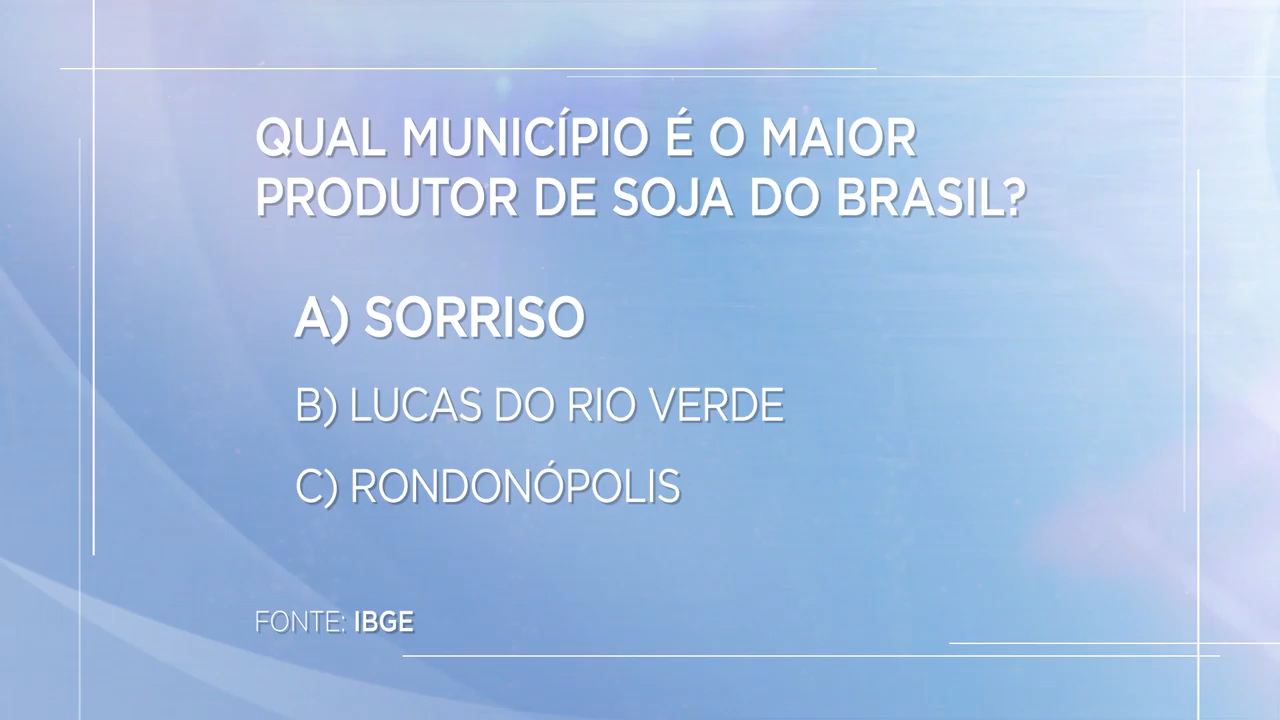 QUAL MUNICÍPIO É O MAIOR
PRODUTOR DE SOJA DO BRASIL?
A) SORRISO
B) LUCAS DO RIO VERDE
C) RONDONÓPOLIS
FONTE: IBGE